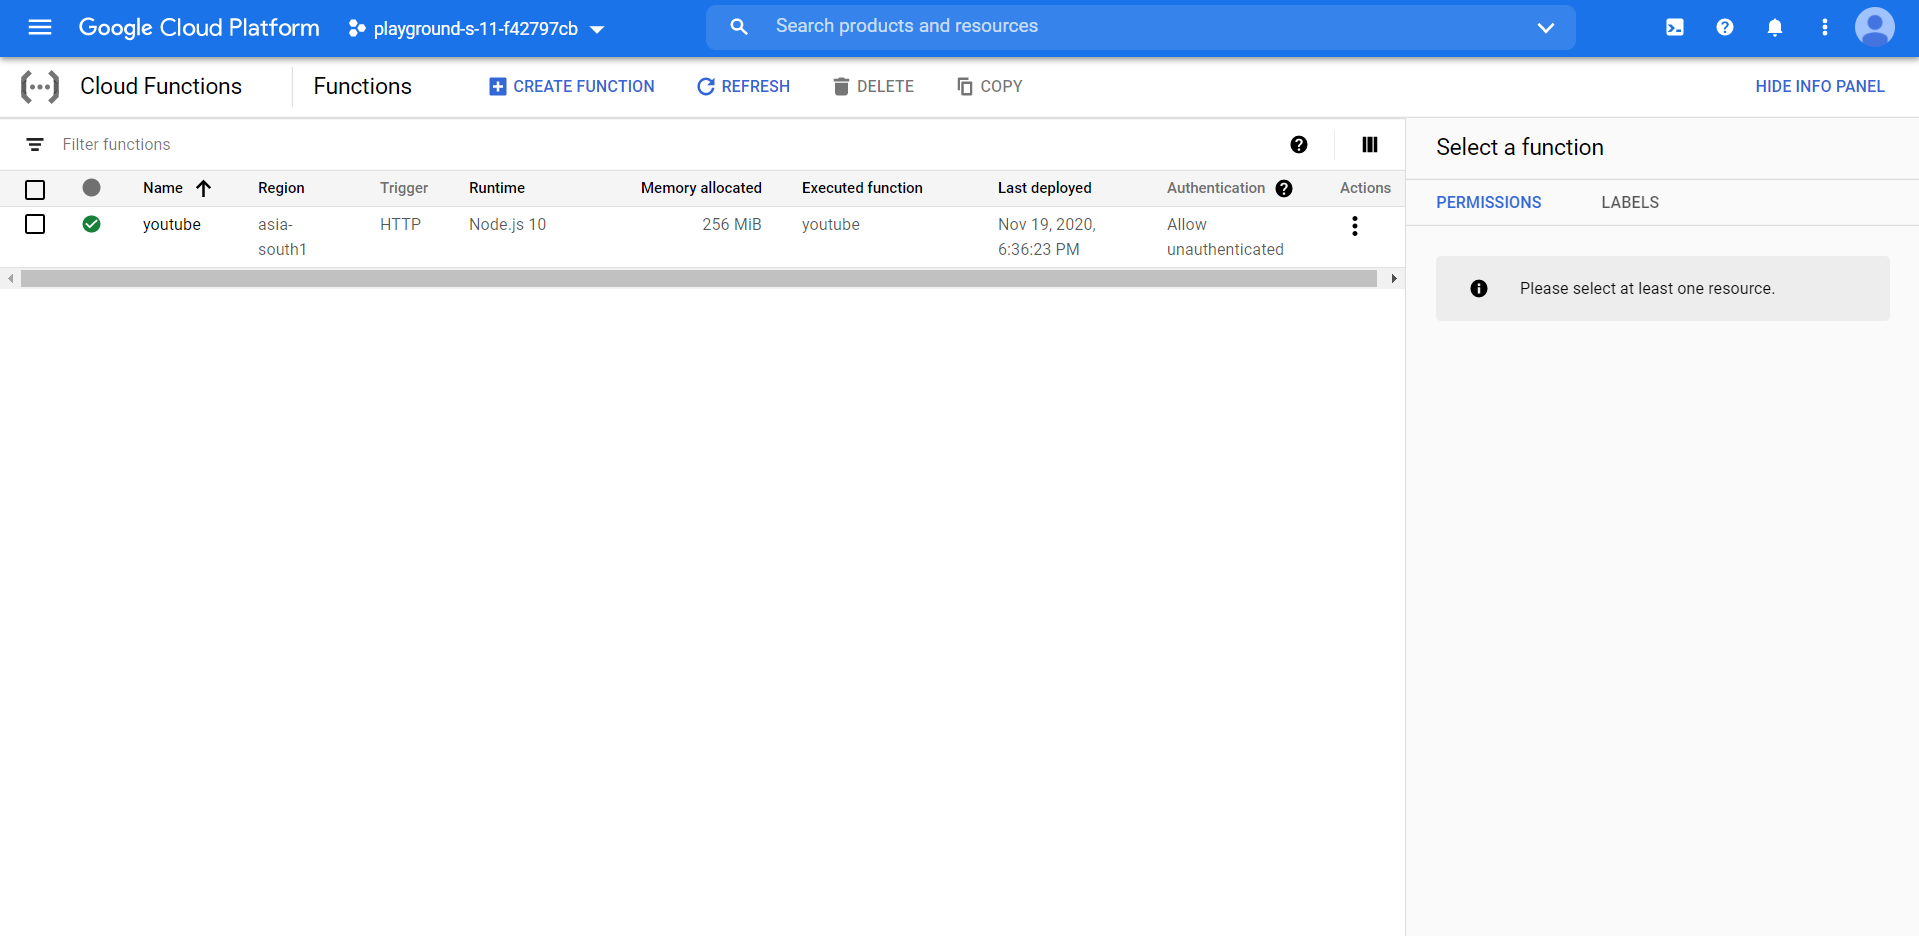 Google Cloud Platform playground-s-11-f42797cb Search products and resources
Cloud Functions Functions CREATE FUNCTION REFRESH DELETE COPY HIDE INFO PANEL
Filter functions
Name Region Trigger Runtime Memory allocated Executed function Last deployed Authentication Actions
youtube asia- HTTP Node.js 10 256 MiB youtube Nov 19, 2020, Allow
south1 6:36:23 PM unauthenticated
Select a function
PERMISSIONS LABELS
Please select at least one resource.